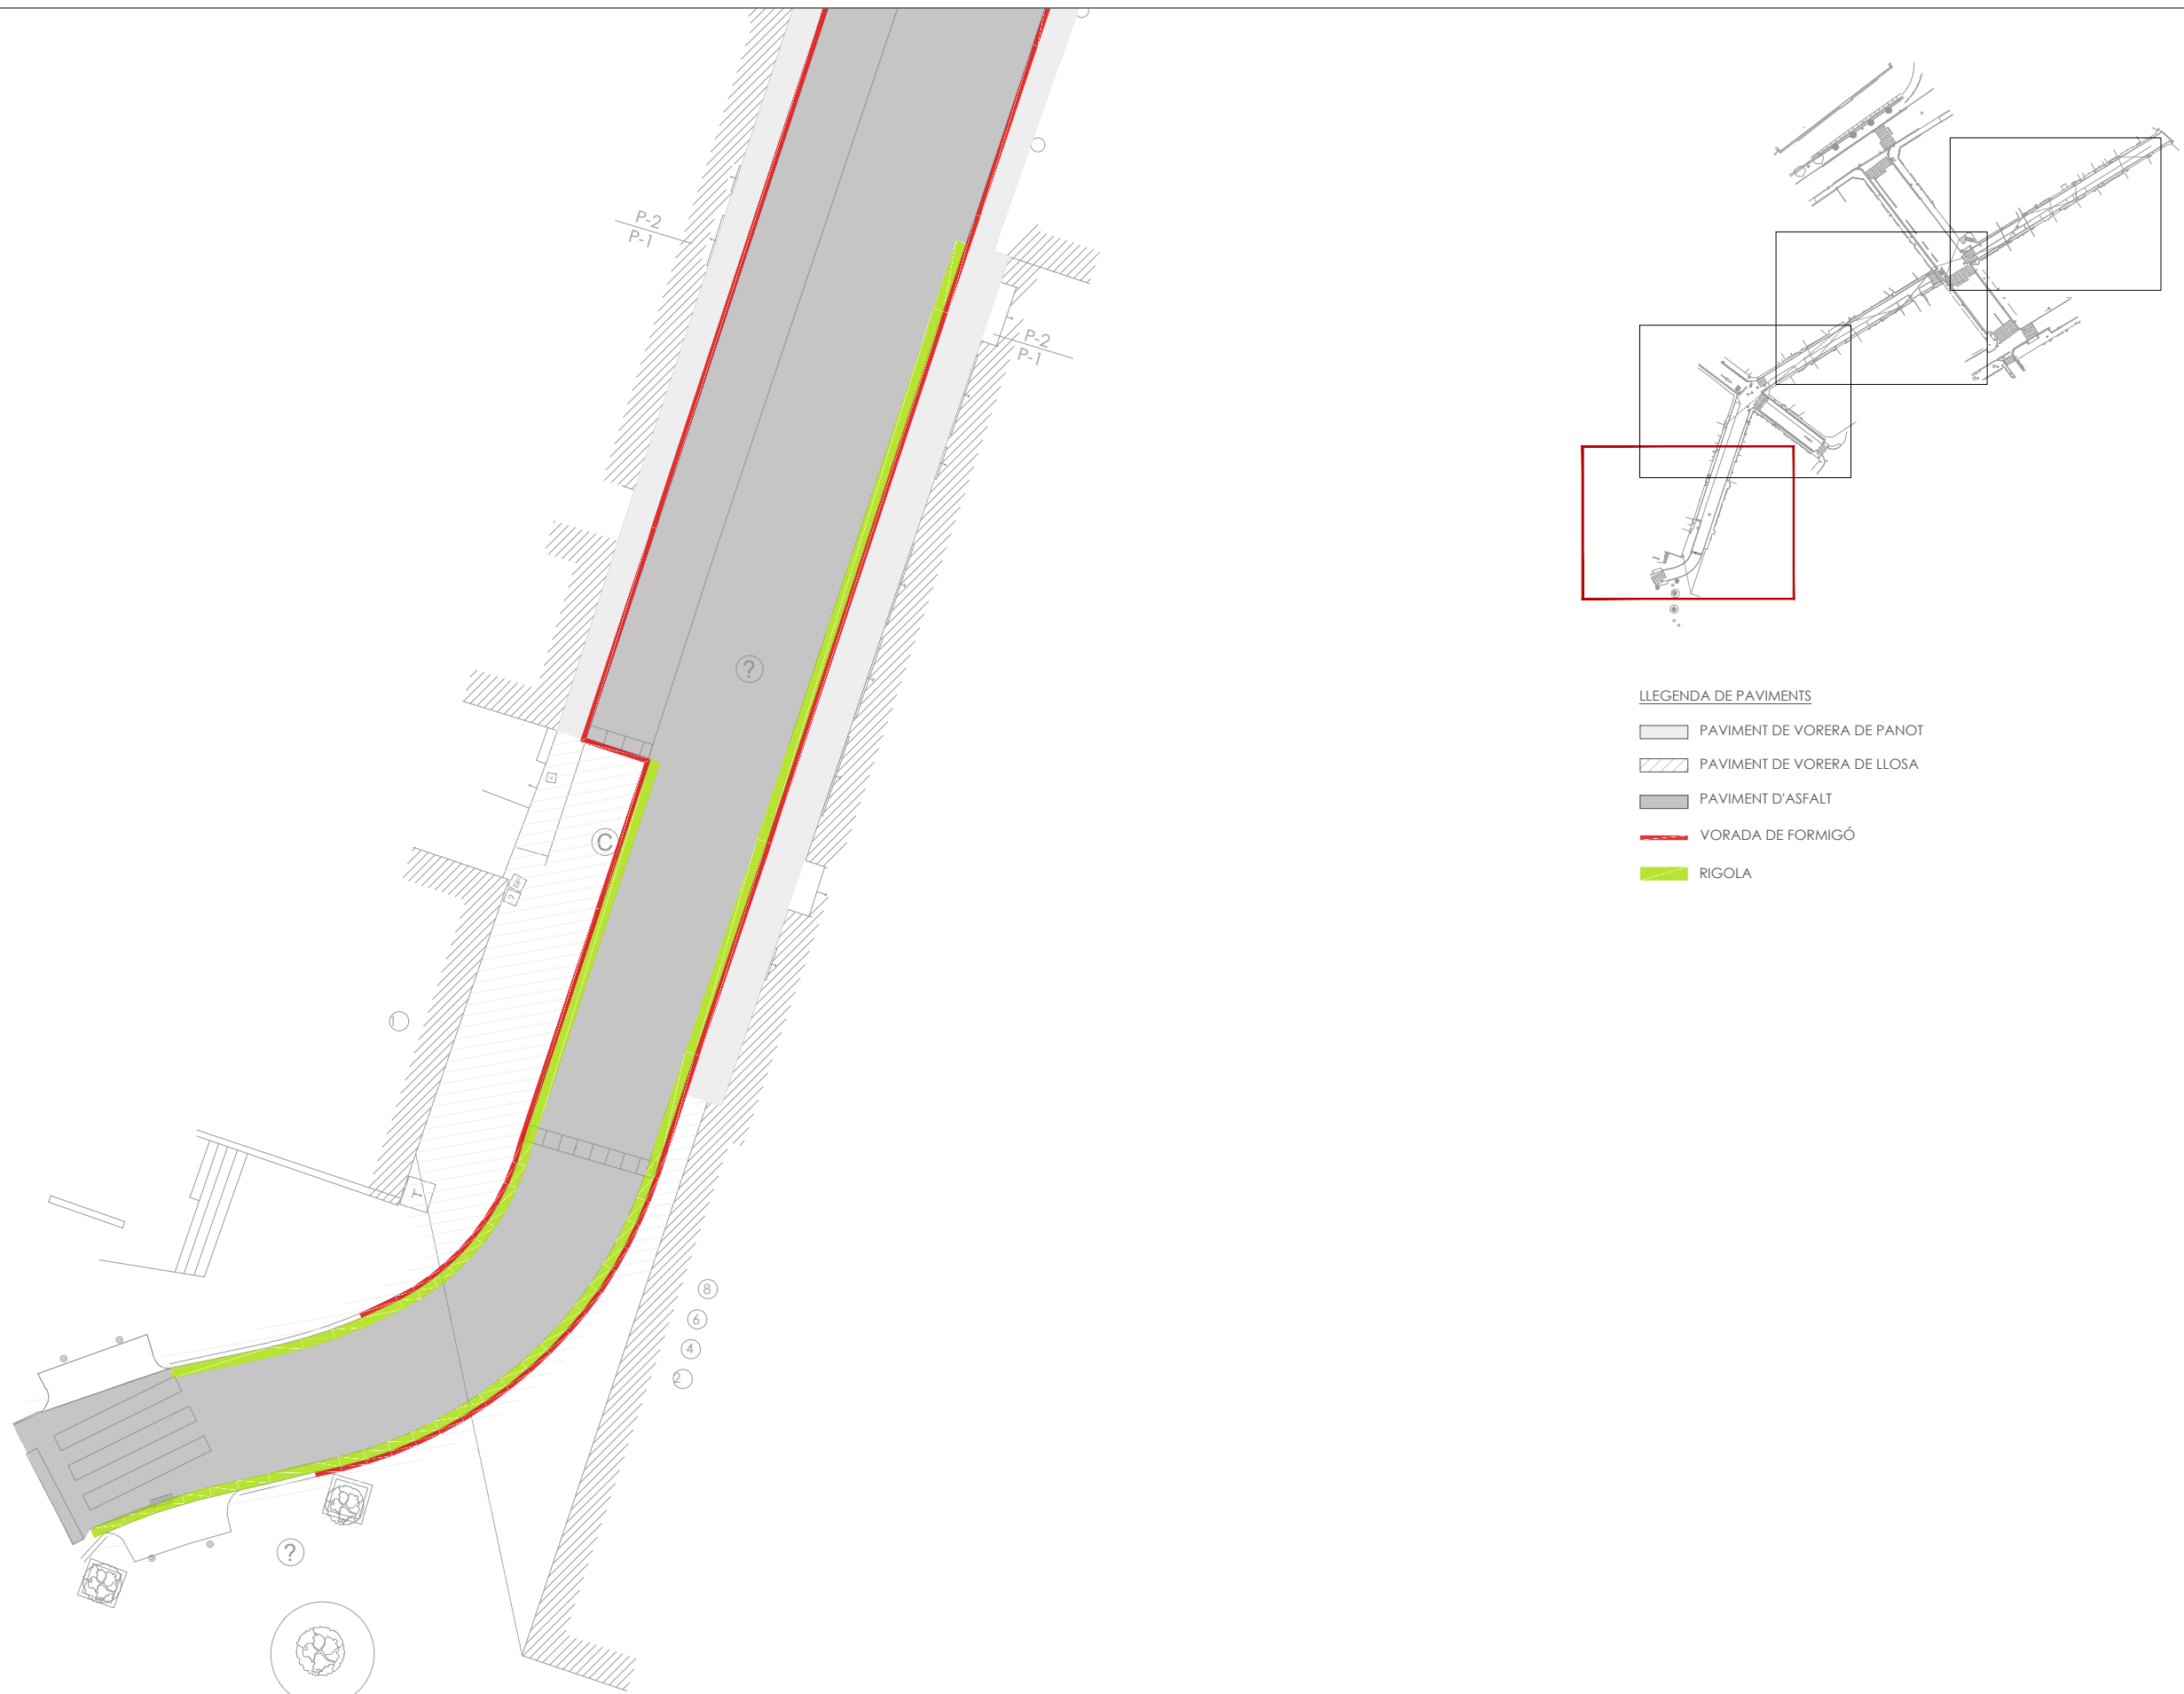 P-2
P-1
P-2
P-1
?
C
EP
?
1
T
8
6
4
2
?
LLEGENDA DE PAVIMENTS
PAVIMENT DE VORERA DE PANOT
PAVIMENT DE VORERA DE LLOSA
PAVIMENT D'ASFALT
VORADA DE FORMIGÓ
RIGOLA